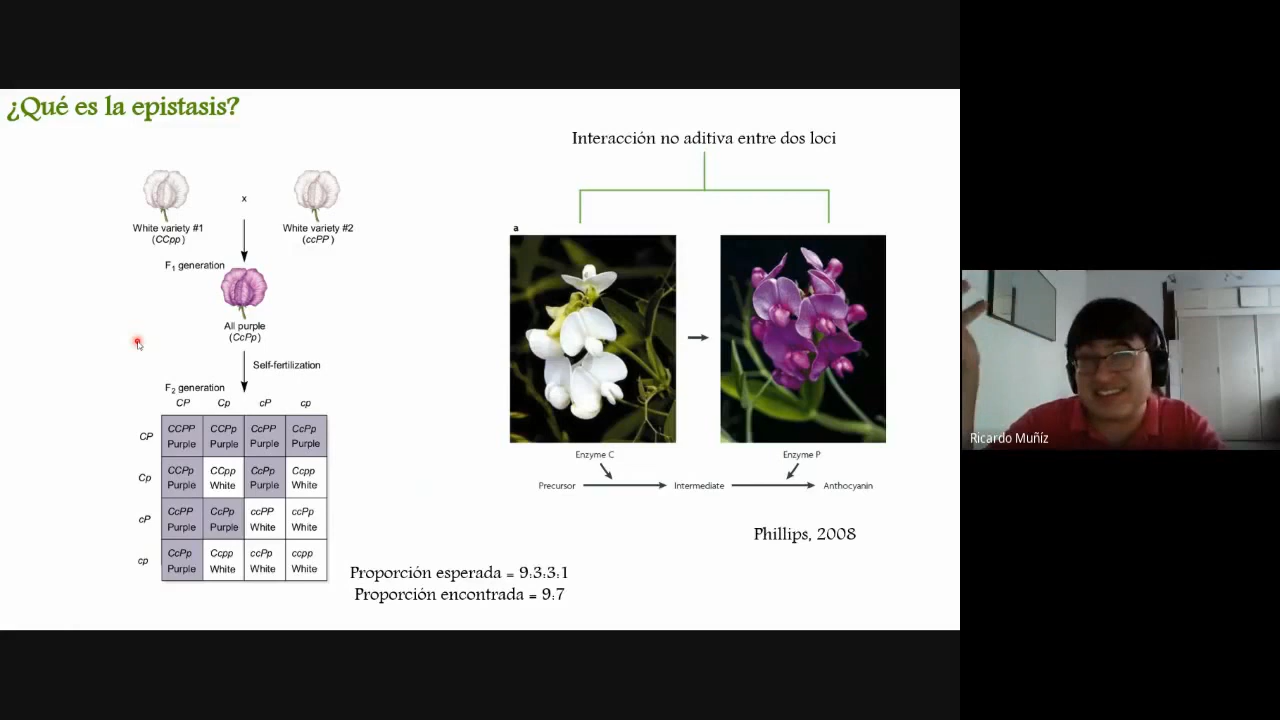 ¿Qué es la epistasis?
Interacción no aditiva entre dos loci
x
White variety #1
(CCpp)
White variety #2
(ccPP)
F₁ generation
All purple
(CcPp)
Self-fertilization
F₂ generation
CP Cp cP cp
CP
CCPP CCPp CcPP CcPp
Purple Purple Purple Purple
Cp
CCPp CCpp CcPp Ccpp
Purple White Purple White
cP
CcPP CcPp ccPP ccPp
Purple Purple White White
cp
CcPp Ccpp ccPp ccpp
Purple White White White
a
Enzyme C Enzyme P
Precursor Intermediate Anthocyanin
Phillips, 2008
Proporción esperada = 9:3:3:1
Proporción encontrada = 9:7
Ricardo Muñíz